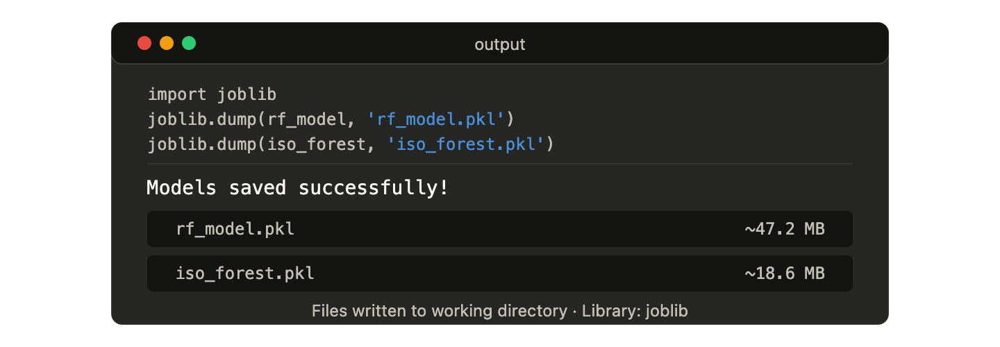 output
import joblib
joblib.dump(rf_model, 'rf_model.pkl')
joblib.dump(iso_forest, 'iso_forest.pkl')
Models saved successfully!
rf_model.pkl ~47.2 MB
iso_forest.pkl ~18.6 MB
Files written to working directory · Library: joblib